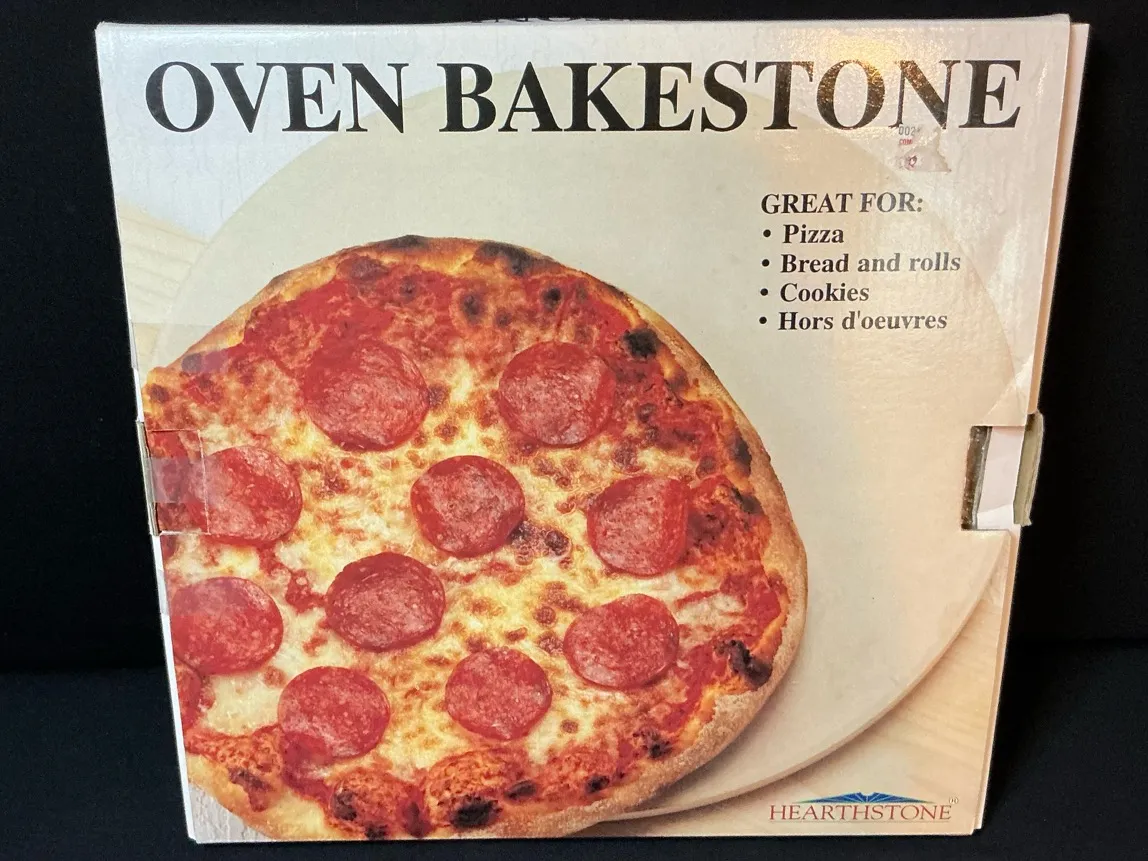 OVEN BAKESTONE
GREAT FOR:
• Pizza
• Bread and rolls
• Cookies
• Hors d'oeuvres
HEARTHSTONE®